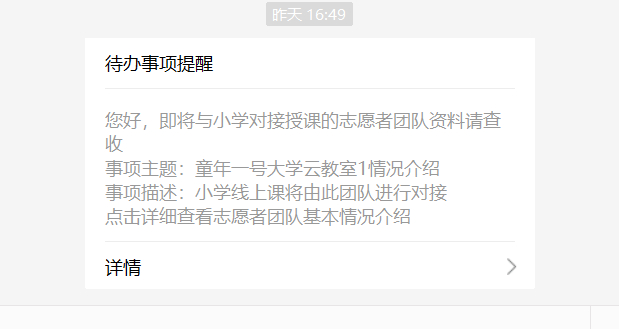 昨天 16:49
待办事项提醒
您好，即将与小学对接授课的志愿者团队资料请查
收
事项主题：童年一号大学云教室1情况介绍
事项描述：小学线上课将由此团队进行对接
点击详细查看志愿者团队基本情况介绍
详情